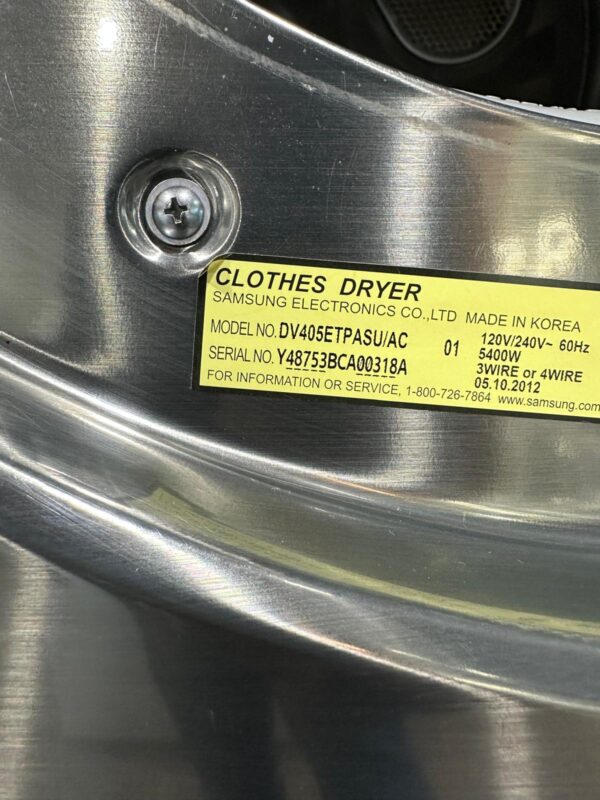 CLOTHES DRYER
SAMSUNG ELECTRONICS CO.,LTD MADE IN KOREA
MODEL NO. DV405ETPASU/AC 01 120V/240V~ 60Hz
5400W
SERIAL NO. Y48753BCA00318A 3WIRE or 4WIRE
05.10.2012
FOR INFORMATION OR SERVICE, 1-800-726-7864 www.samsung.com